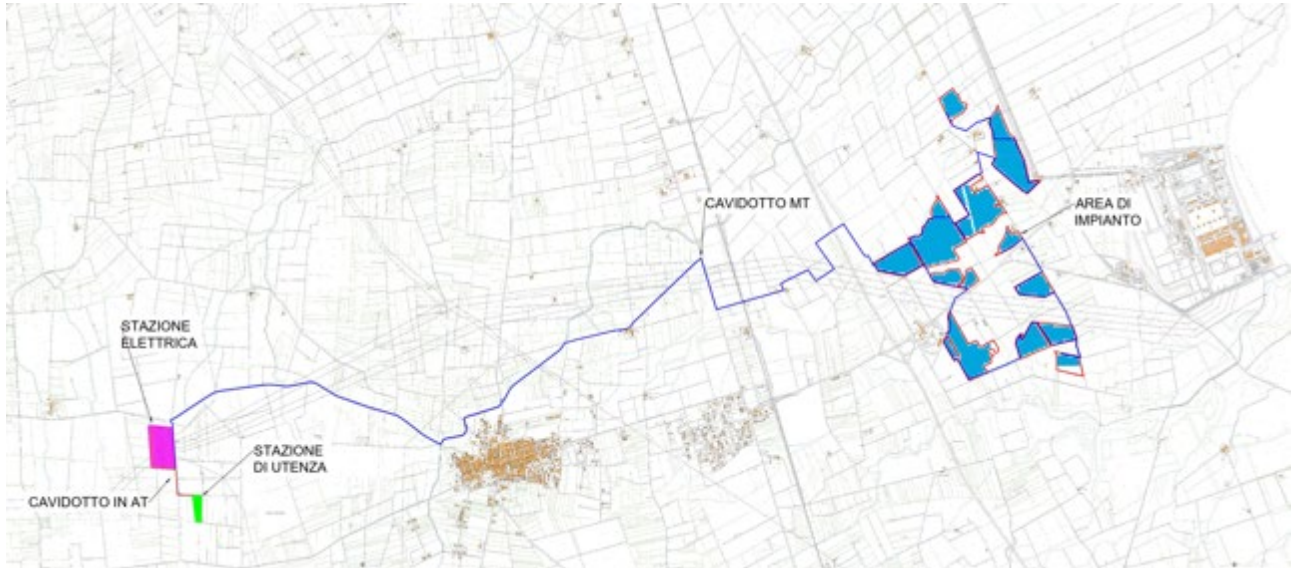 CAVIDOTTO MT
AREA DI
IMPIANTO
STAZIONE
ELETTRICA
STAZIONE
DI UTENZA
CAVIDOTTO IN AT